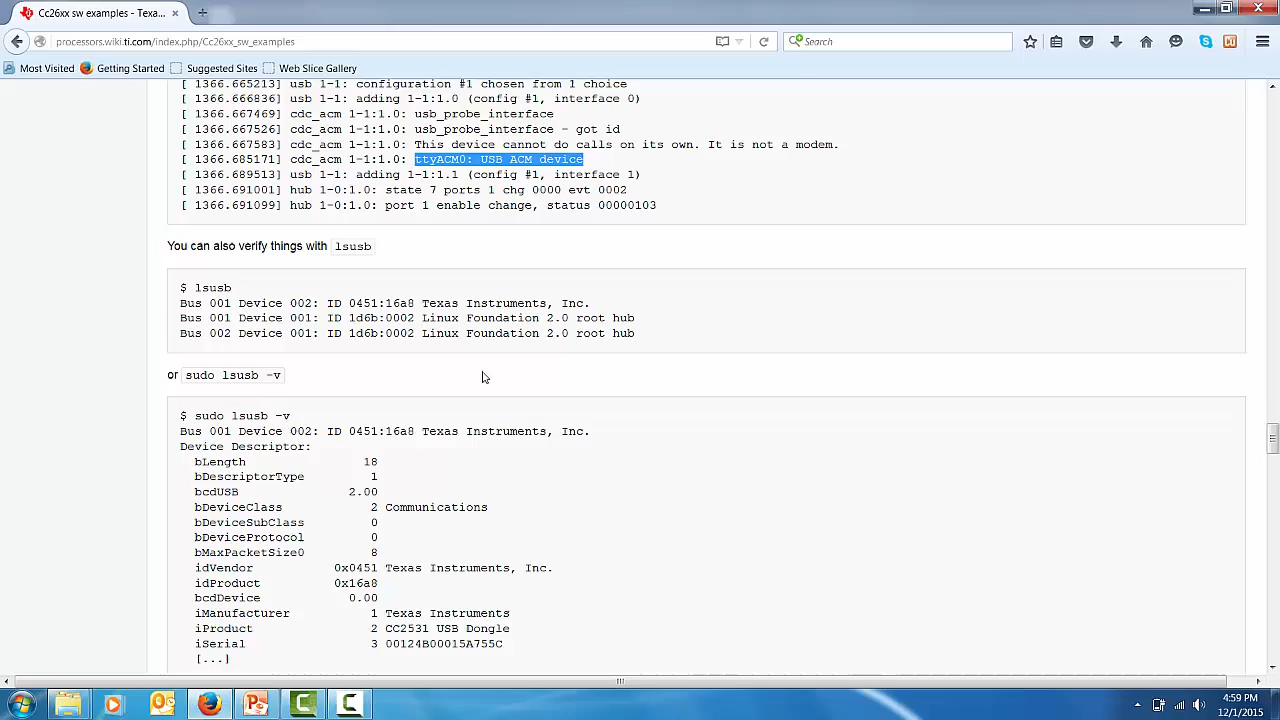 Cc26xx sw examples - Texa...
processors.wiki.ti.com/index.php/Cc26xx_sw_examples
Search
Most Visited Getting Started Suggested Sites Web Slice Gallery
[ 1366.665213] usb 1-1: configuration #1 chosen from 1 choice
[ 1366.666836] usb 1-1: adding 1-1:1.0 (config #1, interface 0)
[ 1366.667469] cdc_acm 1-1:1.0: usb_probe_interface
[ 1366.667526] cdc_acm 1-1:1.0: usb_probe_interface - got id
[ 1366.667583] cdc_acm 1-1:1.0: This device cannot do calls on its own. It is not a modem.
[ 1366.685171] cdc_acm 1-1:1.0: ttyACM0: USB ACM device
[ 1366.689513] usb 1-1: adding 1-1:1.1 (config #1, interface 1)
[ 1366.691001] hub 1-0:1.0: state 7 ports 1 chg 0000 evt 0002
[ 1366.691099] hub 1-0:1.0: port 1 enable change, status 00000103
You can also verify things with lsusb
$ lsusb
Bus 001 Device 002: ID 0451:16a8 Texas Instruments, Inc.
Bus 001 Device 001: ID 1d6b:0002 Linux Foundation 2.0 root hub
Bus 002 Device 001: ID 1d6b:0002 Linux Foundation 2.0 root hub
or sudo lsusb -v
$ sudo lsusb -v
Bus 001 Device 002: ID 0451:16a8 Texas Instruments, Inc.
Device Descriptor:
bLength 18
bDescriptorType 1
bcdUSB 2.00
bDeviceClass 2 Communications
bDeviceSubClass 0
bDeviceProtocol 0
bMaxPacketSize0 8
idVendor 0x0451 Texas Instruments, Inc.
idProduct 0x16a8
bcdDevice 0.00
iManufacturer 1 Texas Instruments
iProduct 2 CC2531 USB Dongle
iSerial 3 00124B00015A755C
[...]
4:59 PM
12/1/2015